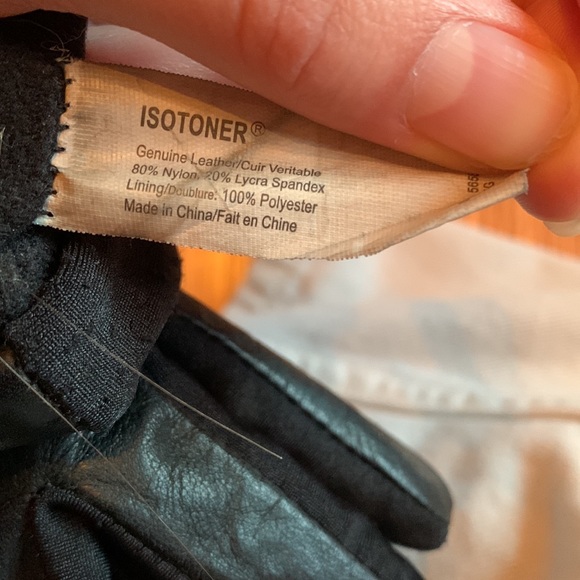 ISOTONER®
Genuine Leather/Cuir Veritable
80% Nylon, 20% Lycra Spandex
Lining/Doublure: 100% Polyester
Made in China/Fait en Chine